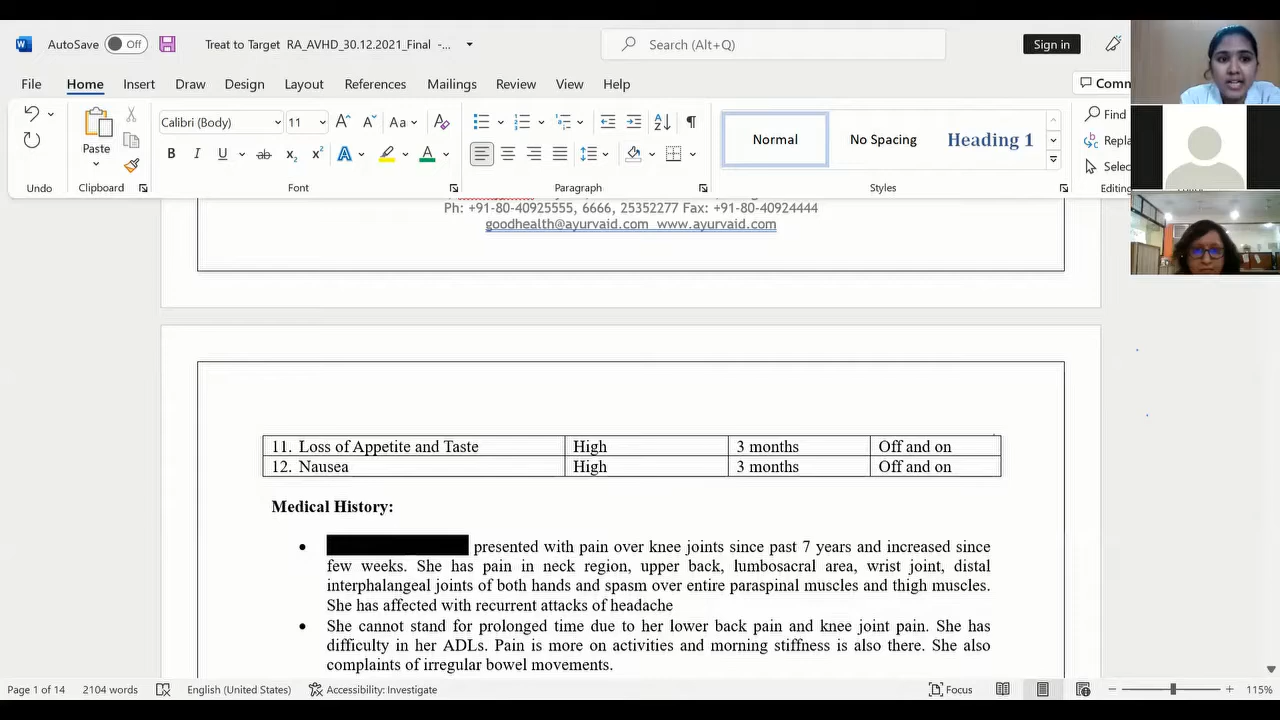 AutoSave Off Treat to Target RA_AVHD_30.12.2021_Final -... Search (Alt+Q) Sign in
File Home Insert Draw Design Layout References Mailings Review View Help Comm
Paste Calibri (Body) 11 Aa Normal No Spacing Heading 1 Find
Repla
Selec
Undo Clipboard Font Paragraph Styles Editing
Ph: +91-80-40925555, 6666, 25352277 Fax: +91-80-40924444
goodhealth@ayurvaid.com www.ayurvaid.com
11. Loss of Appetite and Taste High 3 months Off and on
12. Nausea High 3 months Off and on
Medical History:
• presented with pain over knee joints since past 7 years and increased since
few weeks. She has pain in neck region, upper back, lumbosacral area, wrist joint, distal
interphalangeal joints of both hands and spasm over entire paraspinal muscles and thigh muscles.
She has affected with recurrent attacks of headache
• She cannot stand for prolonged time due to her lower back pain and knee joint pain. She has
difficulty in her ADLs. Pain is more on activities and morning stiffness is also there. She also
complaints of irregular bowel movements.
Page 1 of 14 2104 words English (United States) Accessibility: Investigate Focus 115%